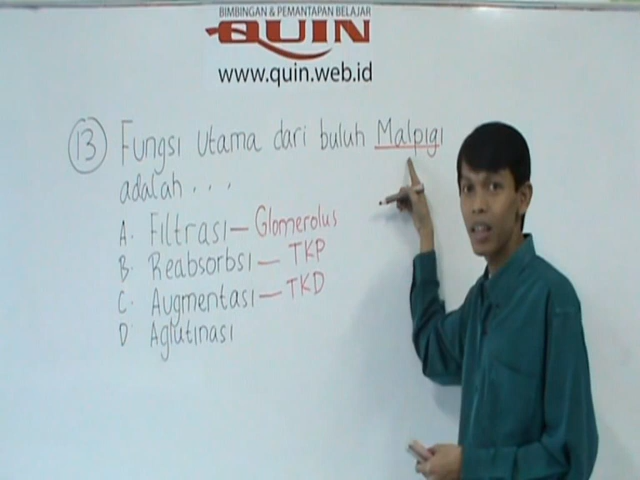 BIMBINGAN & PEMANTAPAN BELAJAR
QUIN
www.quin.web.id
13 Fungsi Utama dari buluh Malpigi
adalah . . .
A. Filtrasi — Glomerolus
B. Reabsorbsi — TKP
C. Augmentasi — TKD
D. Aglutinasi